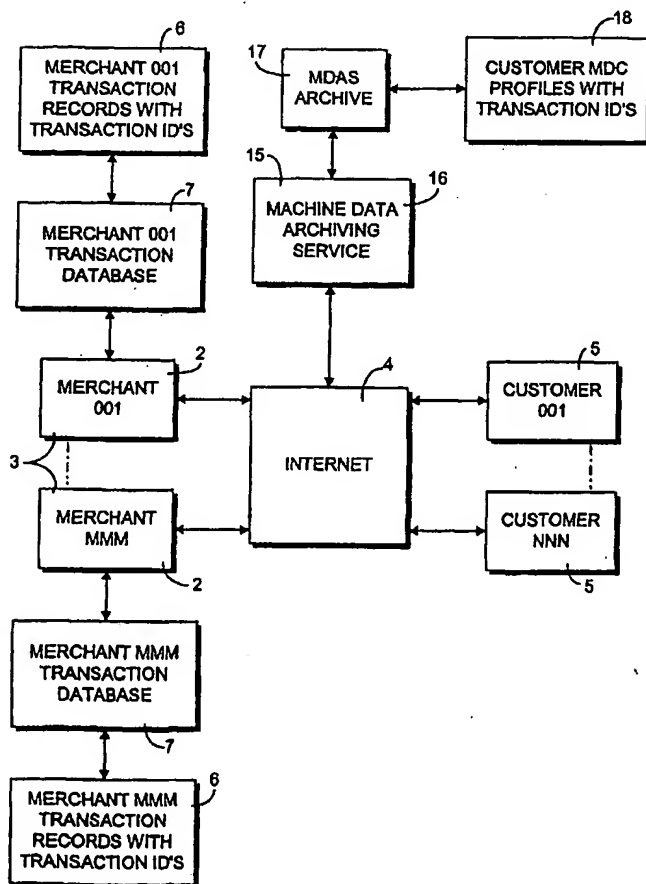 6
MERCHANT 001
TRANSACTION
RECORDS WITH
TRANSACTION ID'S
17
MDAS
ARCHIVE
18
CUSTOMER MDC
PROFILES WITH
TRANSACTION ID'S
7
MERCHANT 001
TRANSACTION
DATABASE
15
16
MACHINE DATA
ARCHIVING
SERVICE
2
MERCHANT
001
4
INTERNET
5
CUSTOMER
001
3
MERCHANT
MMM
2
CUSTOMER
NNN
5
MERCHANT MMM
TRANSACTION
DATABASE
7
6
MERCHANT MMM
TRANSACTION
RECORDS WITH
TRANSACTION ID'S